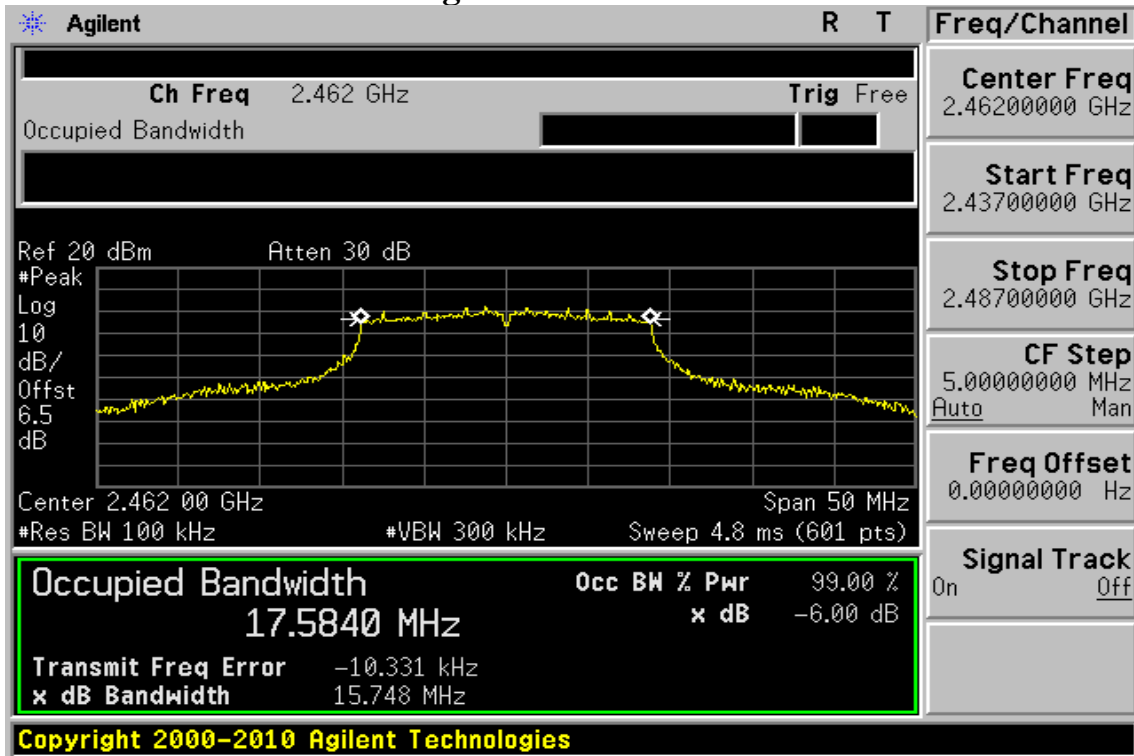 Agilent R T
Ch Freq 2.462 GHz Trig Free
Occupied Bandwidth
Ref 20 dBm Atten 30 dB
#Peak
Log
10
dB/
Offst
6.5
dB
Center 2.462 00 GHz Span 50 MHz
#Res BW 100 kHz #VBW 300 kHz Sweep 4.8 ms (601 pts)
Occupied Bandwidth Occ BW % Pwr 99.00 %
17.5840 MHz x dB -6.00 dB
Transmit Freq Error -10.331 kHz
x dB Bandwidth 15.748 MHz
Copyright 2000-2010 Agilent Technologies
Freq/Channel
Center Freq
2.46200000 GHz
Start Freq
2.43700000 GHz
Stop Freq
2.48700000 GHz
CF Step
5.00000000 MHz
Auto Man
Freq Offset
0.00000000 Hz
Signal Track
On Off